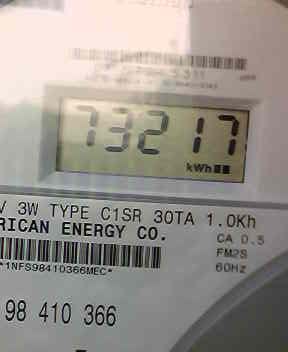 73217
kWh
V 3W TYPE C1SR 30TA 1.0Kh
RICAN ENERGY CO.
CA 0.5
FM2S
60Hz
*1NFS98410366MEC*
98 410 366